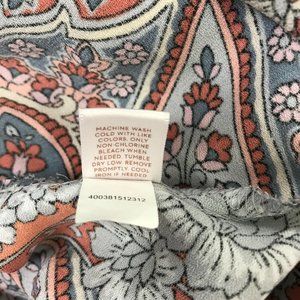 MACHINE WASH
COLD WITH LIKE
COLORS. ONLY
NON-CHLORINE
BLEACH WHEN
NEEDED. TUMBLE
DRY LOW. REMOVE
PROMPTLY. COOL
IRON IF NEEDED
400381512312